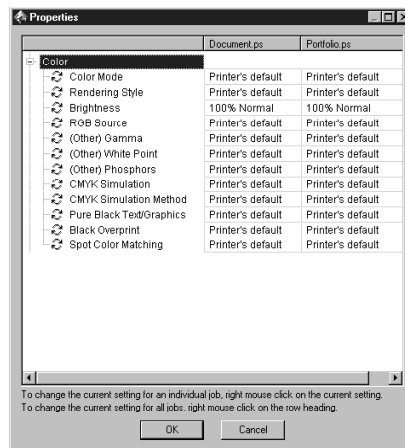 Properties
Document.ps Portfolio.ps
Color
Color Mode Printer's default Printer's default
Rendering Style Printer's default Printer's default
Brightness 100% Normal 100% Normal
RGB Source Printer's default Printer's default
(Other) Gamma Printer's default Printer's default
(Other) White Point Printer's default Printer's default
(Other) Phosphors Printer's default Printer's default
CMYK Simulation Printer's default Printer's default
CMYK Simulation Method Printer's default Printer's default
Pure Black Text/Graphics Printer's default Printer's default
Black Overprint Printer's default Printer's default
Spot Color Matching Printer's default Printer's default
To change the current setting for an individual job, right mouse click on the current setting.
To change the current setting for all jobs. right mouse click on the row heading.
OK Cancel